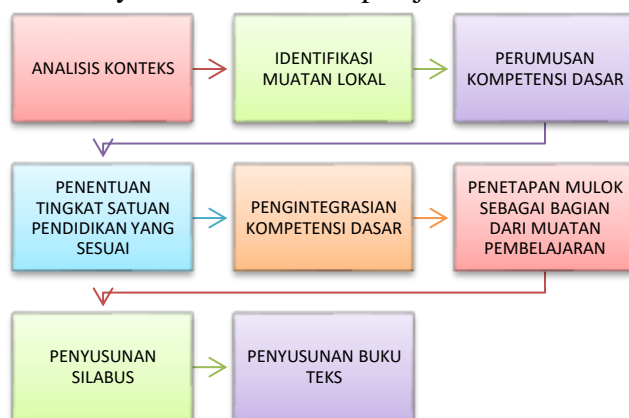 ANALISIS KONTEKS
IDENTIFIKASI
MUATAN LOKAL
PERUMUSAN
KOMPETENSI DASAR
PENENTUAN
TINGKAT SATUAN
PENDIDIKAN YANG
SESUAI
PENGINTEGRASIAN
KOMPETENSI DASAR
PENETAPAN MULOK
SEBAGAI BAGIAN
DARI MUATAN
PEMBELAJARAN
PENYUSUNAN
SILABUS
PENYUSUNAN BUKU
TEKS